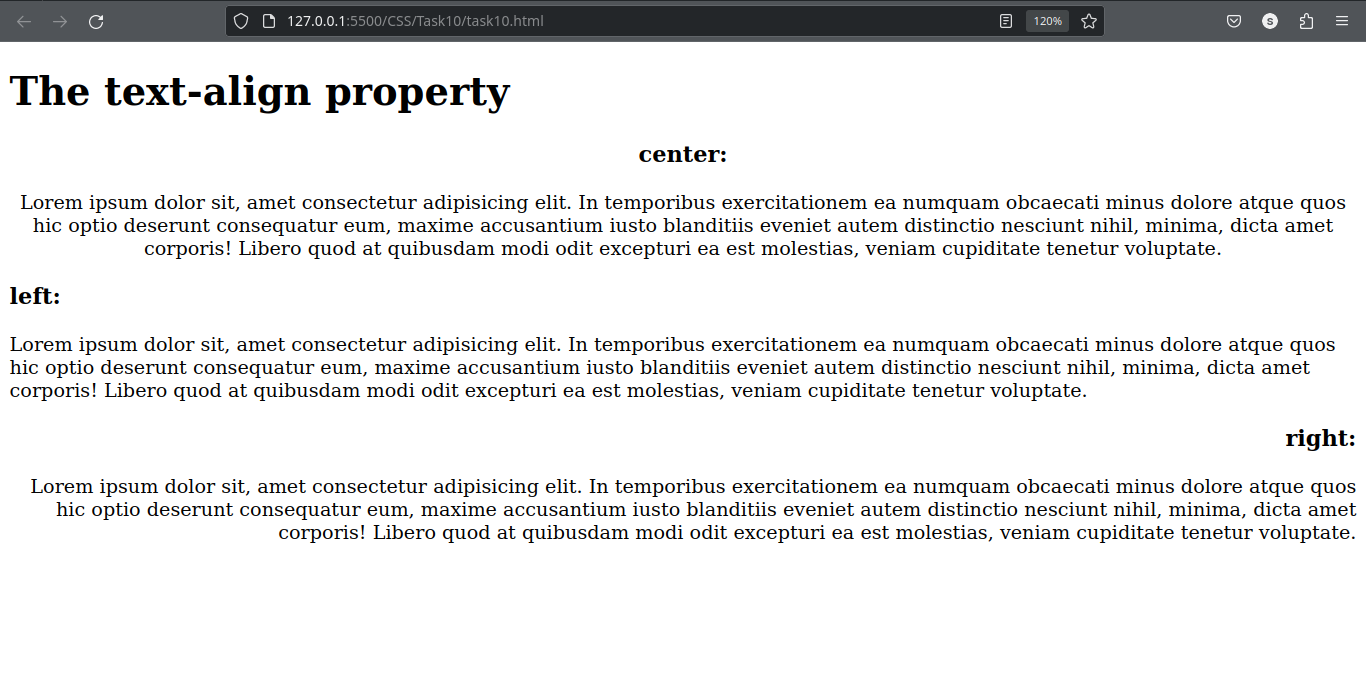 127.0.0.1:5500/CSS/Task10/task10.html 120% S
The text-align property
center:
Lorem ipsum dolor sit, amet consectetur adipisicing elit. In temporibus exercitationem ea numquam obcaecati minus dolore atque quos
hic optio deserunt consequatur eum, maxime accusantium iusto blanditiis eveniet autem distinctio nesciunt nihil, minima, dicta amet
corporis! Libero quod at quibusdam modi odit excepturi ea est molestias, veniam cupiditate tenetur voluptate.
left:
Lorem ipsum dolor sit, amet consectetur adipisicing elit. In temporibus exercitationem ea numquam obcaecati minus dolore atque quos
hic optio deserunt consequatur eum, maxime accusantium iusto blanditiis eveniet autem distinctio nesciunt nihil, minima, dicta amet
corporis! Libero quod at quibusdam modi odit excepturi ea est molestias, veniam cupiditate tenetur voluptate.
right:
Lorem ipsum dolor sit, amet consectetur adipisicing elit. In temporibus exercitationem ea numquam obcaecati minus dolore atque quos
hic optio deserunt consequatur eum, maxime accusantium iusto blanditiis eveniet autem distinctio nesciunt nihil, minima, dicta amet
corporis! Libero quod at quibusdam modi odit excepturi ea est molestias, veniam cupiditate tenetur voluptate.